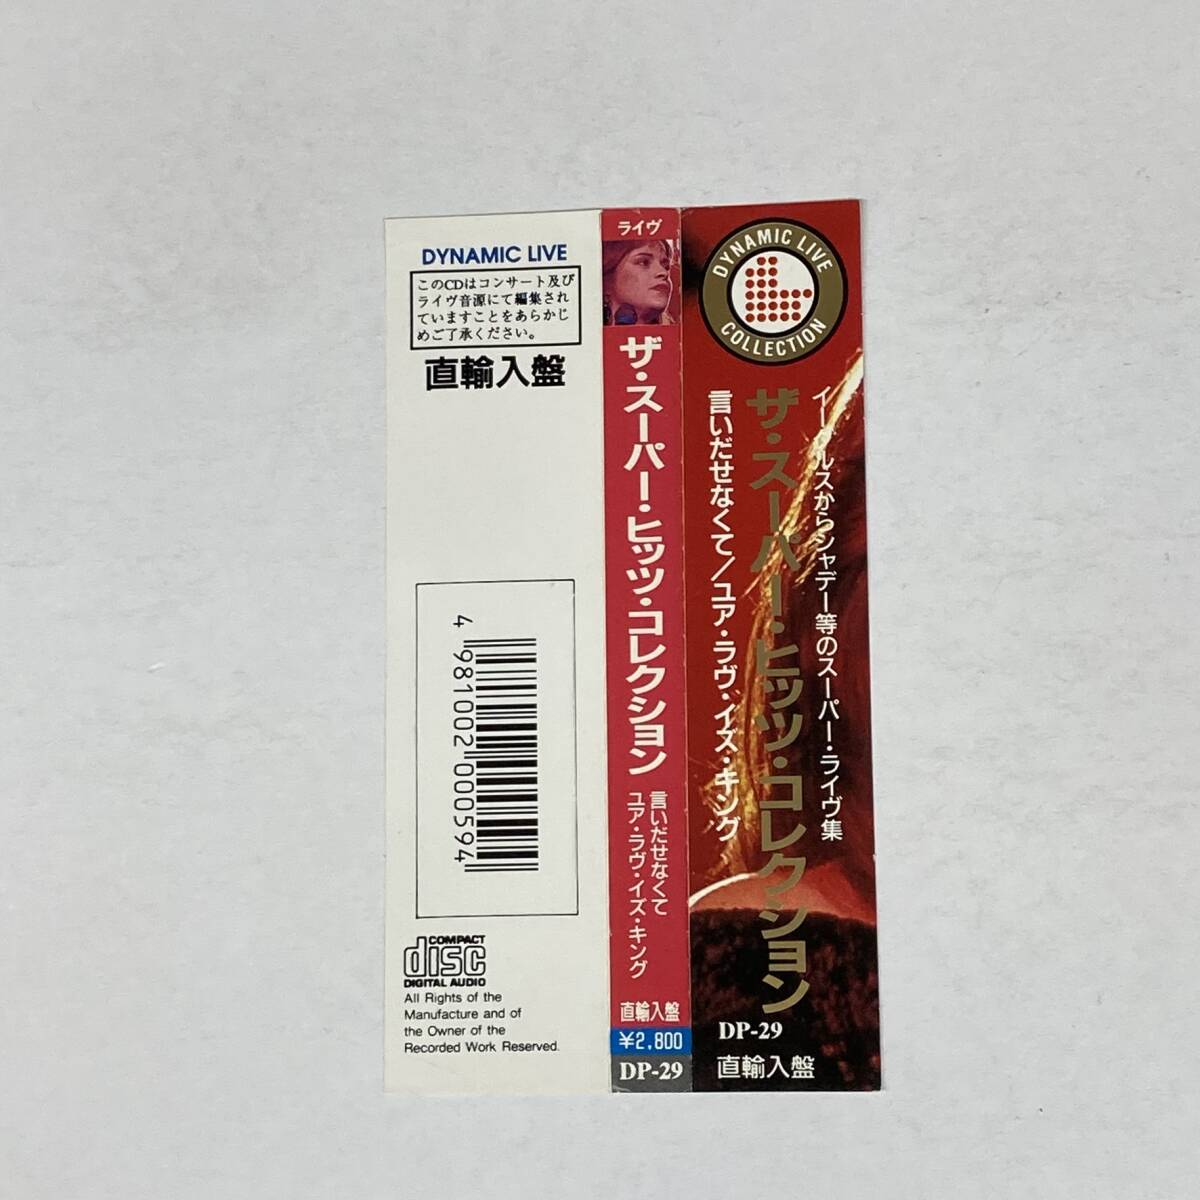 DYNAMIC LIVE
このCDはコンサート及び
ライヴ音源にて編集され
ていますことをあらかじ
めご了承ください。
直輸入盤
4 981002 000594
COMPACT
disc
DIGITAL AUDIO
All Rights of the
Manufacture and of
the Owner of the
Recorded Work Reserved.
ライヴ
ザ・スーパー・ヒッツ・コレクション
言いだせなくて
ユア・ラヴ・イズ・キング
直輸入盤
¥2,800
DP-29
DYNAMIC LIVE
COLLECTION
イーグルスからシャデー等のスーパー・ライヴ集
ザ・スーパー・ヒッツ・コレクション
言いだせなくて/ユア・ラヴ・イズ・キング
DP-29
直輸入盤